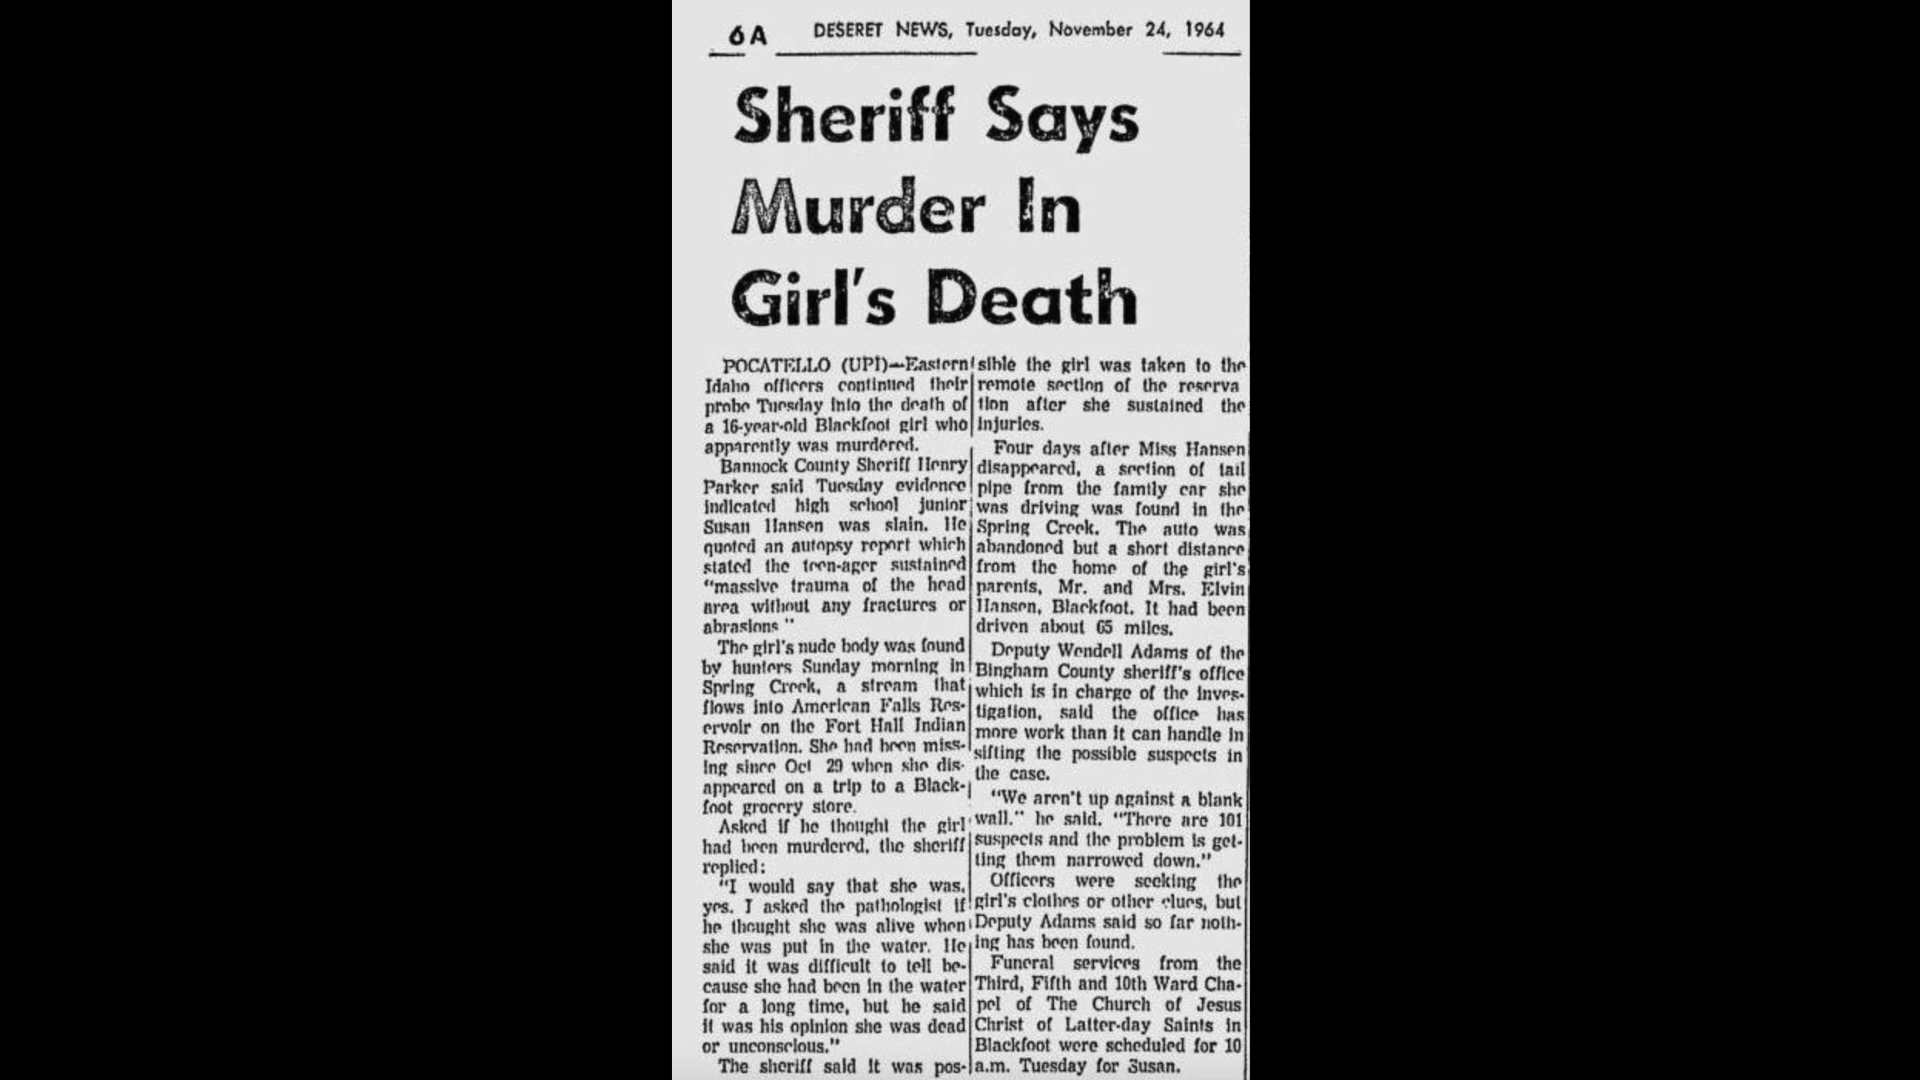 6A DESERET NEWS, Tuesday, November 24, 1964
Sheriff Says
Murder In
Girl's Death
POCATELLO (UPI)—Eastern
Idaho officers continued their
probe Tuesday into the death of
a 16-year-old Blackfoot girl who
apparently was murdered.
Bannock County Sheriff Henry
Parker said Tuesday evidence
indicated high school junior
Susan Hansen was slain. He
quoted an autopsy report which
stated the teen-ager sustained
"massive trauma of the head
area without any fractures or
abrasions "
The girl's nude body was found
by hunters Sunday morning in
Spring Creek, a stream that
flows into American Falls Res-
ervoir on the Fort Hall Indian
Reservation. She had been miss-
ing since Oct 29 when she dis-
appeared on a trip to a Black-
foot grocery store.
Asked if he thought the girl
had been murdered, the sheriff
replied:
"I would say that she was,
yes. I asked the pathologist if
he thought she was alive when
she was put in the water. He
said it was difficult to tell be-
cause she had been in the water
for a long time, but he said
it was his opinion she was dead
or unconscious."
The sheriff said it was pos-
sible the girl was taken to the
remote section of the reserva
tion after she sustained the
injuries.
Four days after Miss Hansen
disappeared, a section of tail
pipe from the family car she
was driving was found in the
Spring Creek. The auto was
abandoned but a short distance
from the home of the girl's
parents, Mr. and Mrs. Elvin
Hansen, Blackfoot. It had been
driven about 65 miles.
Deputy Wendell Adams of the
Bingham County sheriff's office
which is in charge of the inves-
tigation, said the office has
more work than it can handle in
sifting the possible suspects in
the case.
"We aren't up against a blank
wall." he said. "There are 101
suspects and the problem is get-
ting them narrowed down."
Officers were seeking the
girl's clothes or other clues, but
Deputy Adams said so far noth-
ing has been found.
Funeral services from the
Third, Fifth and 10th Ward Cha-
pel of The Church of Jesus
Christ of Latter-day Saints in
Blackfoot were scheduled for 10
a.m. Tuesday for Susan.